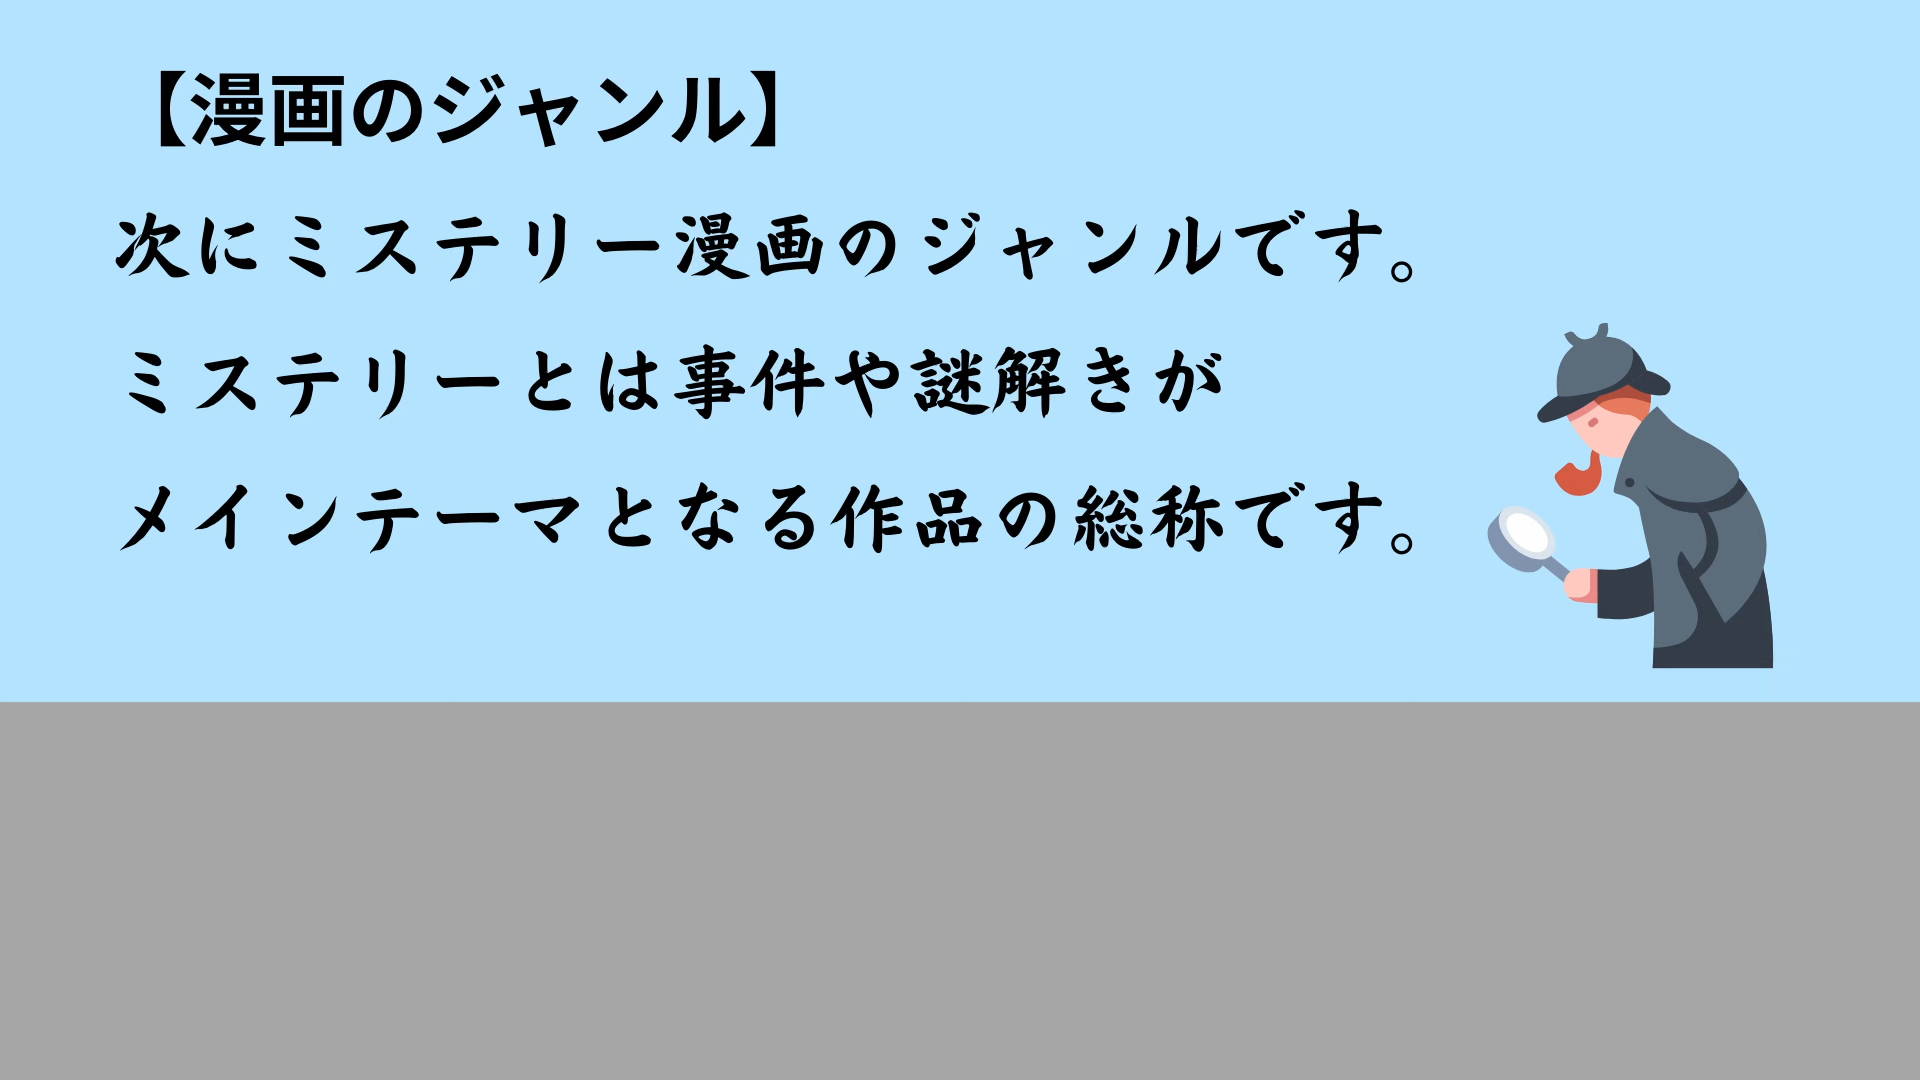 【漫画のジャンル】
次にミステリー漫画のジャンルです。
ミステリーとは事件や謎解きが
メインテーマとなる作品の総称です。